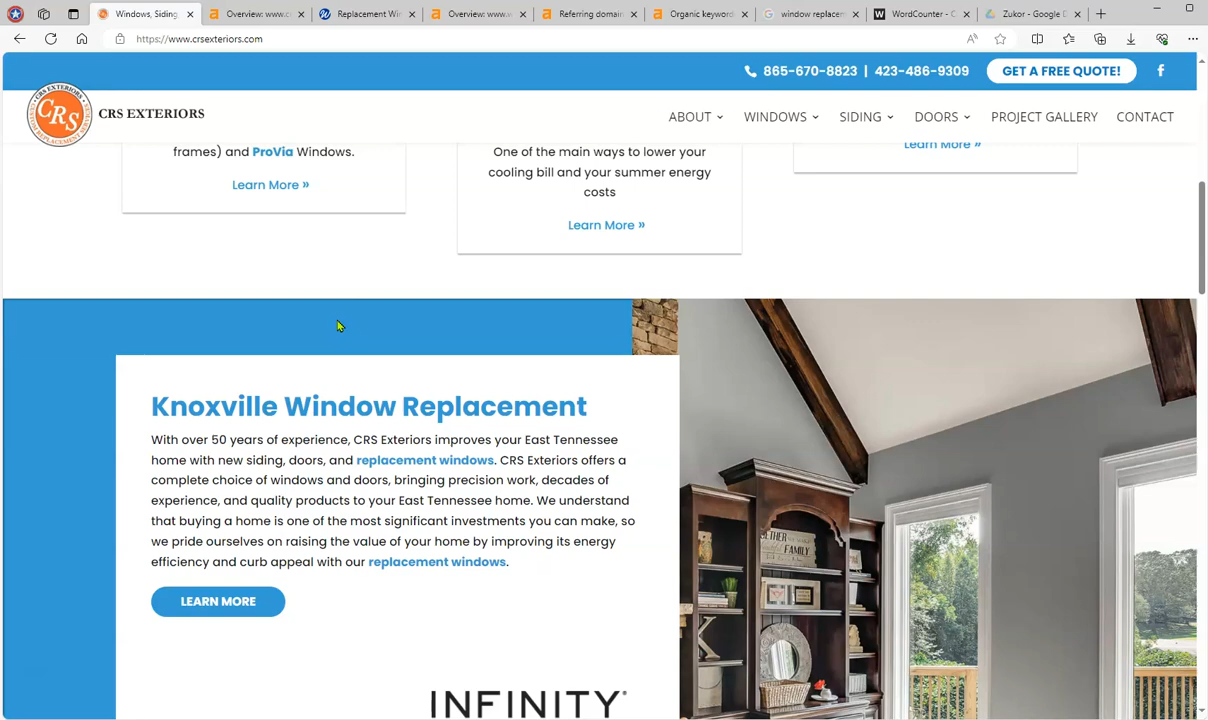 Windows, Siding,
Overview: www.c
Replacement Win
Overview: www.w
Referring domain
Organic keyword
window replacem
WordCounter - C
Zukor - Google D
https://www.crsexteriors.com
865-670-8823 | 423-486-9309
GET A FREE QUOTE!
CRS EXTERIORS
CRS
CRS EXTERIORS
ABOUT
WINDOWS
SIDING
DOORS
PROJECT GALLERY
CONTACT
frames) and ProVia Windows.
Learn More »
One of the main ways to lower your
cooling bill and your summer energy
costs
Learn More »
Learn More »
Knoxville Window Replacement
With over 50 years of experience, CRS Exteriors improves your East Tennessee
home with new siding, doors, and replacement windows. CRS Exteriors offers a
complete choice of windows and doors, bringing precision work, decades of
experience, and quality products to your East Tennessee home. We understand
that buying a home is one of the most significant investments you can make, so
we pride ourselves on raising the value of your home by improving its energy
efficiency and curb appeal with our replacement windows.
LEARN MORE
INFINITY®